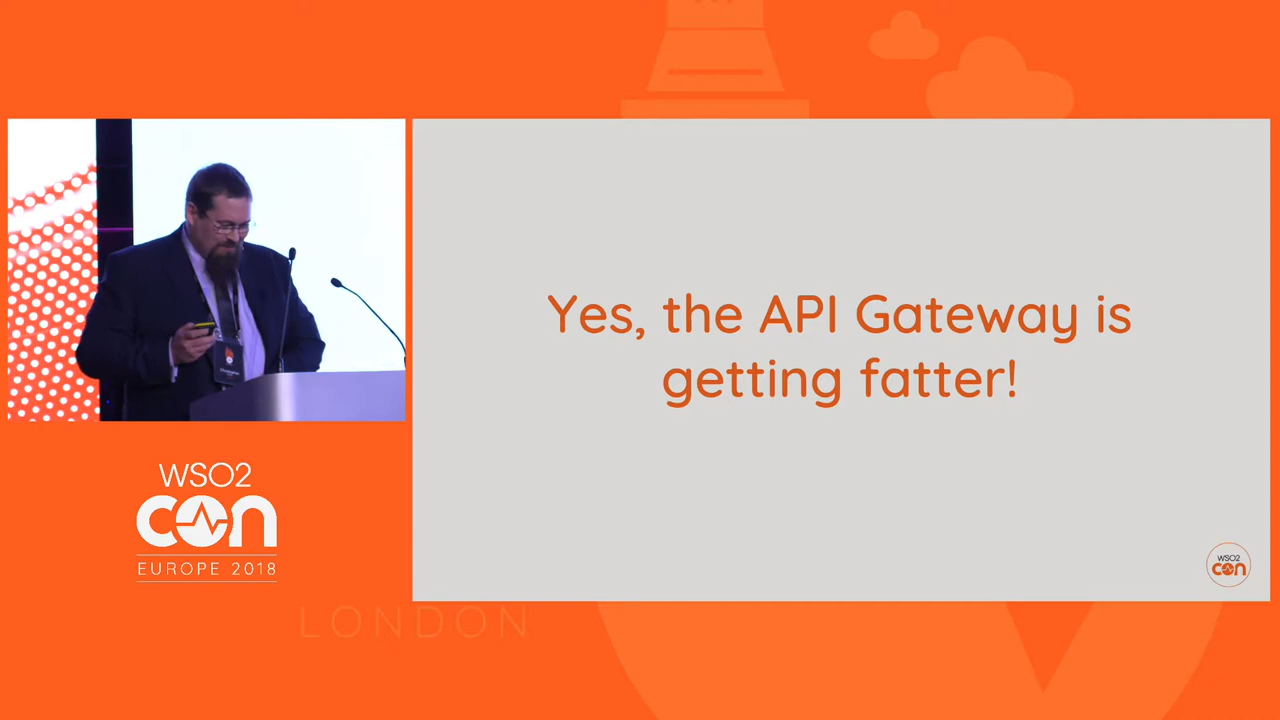 Yes, the API Gateway is
getting fatter!
WSO2
con
EUROPE 2018
LONDON
WSO2
con